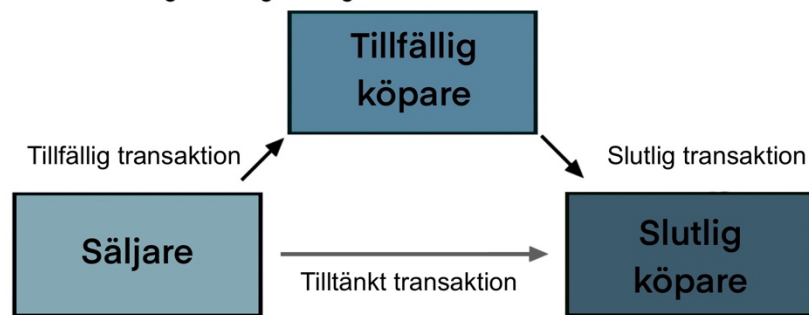 Tillfällig
köpare
Tillfällig transaktion
Slutlig transaktion
Säljare
Slutlig
köpare
Tilltänkt transaktion